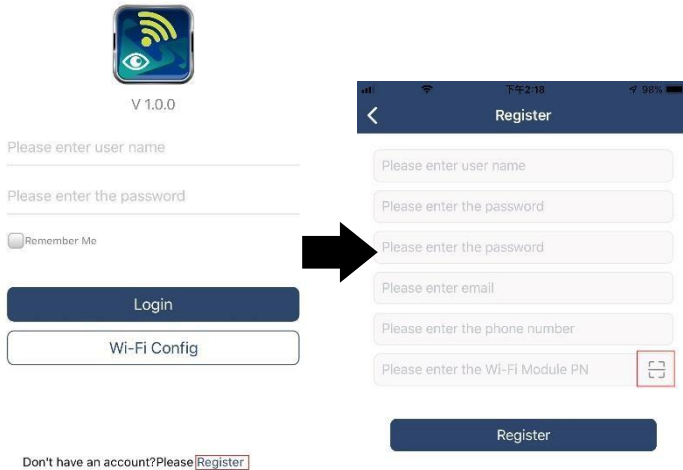 V 1.0.0
Please enter user name
Please enter the password
Remember Me
Login
Wi-Fi Config
Don't have an account?Please Register
下午2:18
98%
Register
Please enter user name
Please enter the password
Please enter the password
Please enter email
Please enter the phone number
Please enter the Wi-Fi Module PN
Register